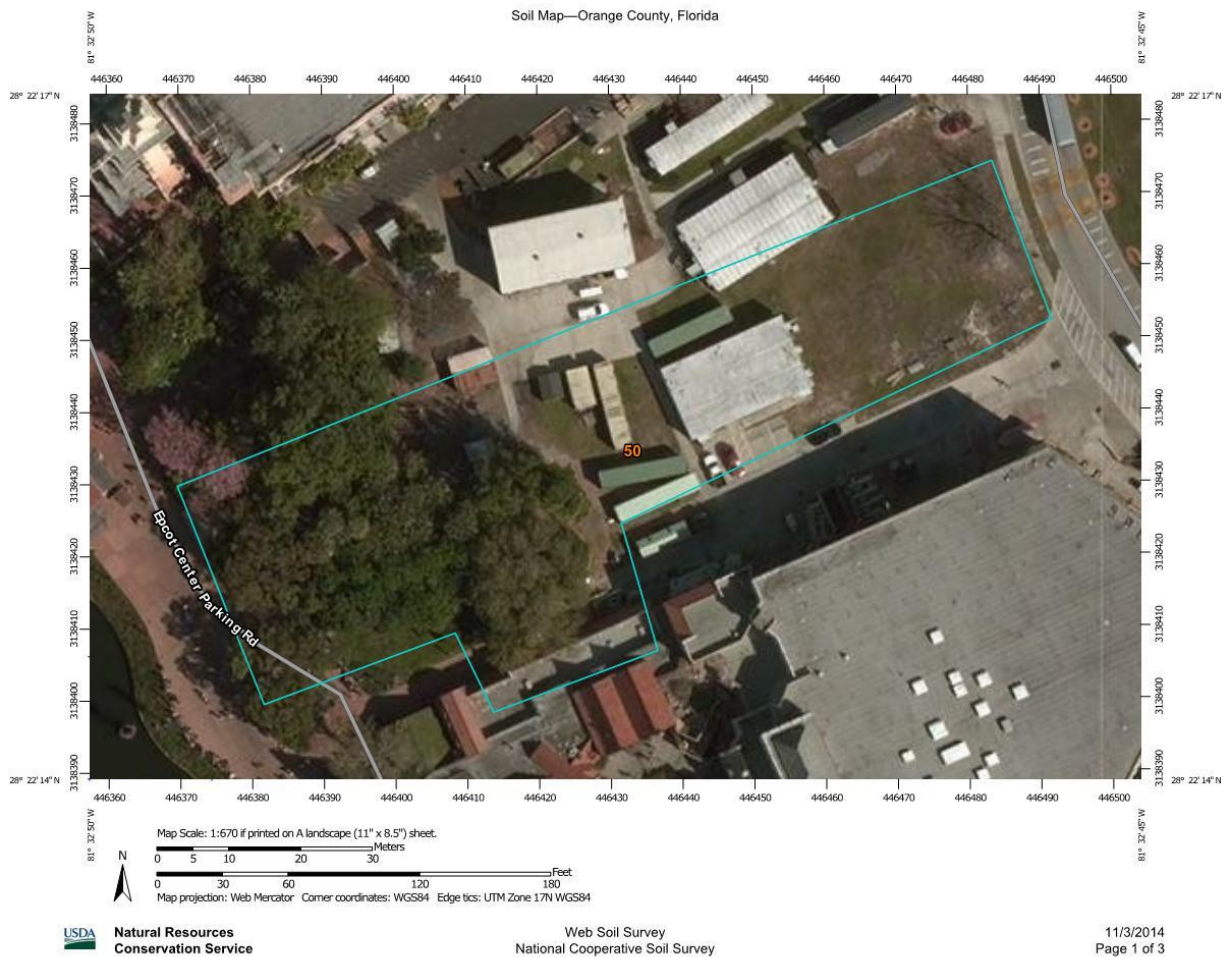 Soil Map—Orange County, Florida
81° 32' 50" W
81° 32' 45" W
446360 446370 446380 446390 446400 446410 446420 446430 446440 446450 446460 446470 446480 446490 446500
28° 22' 17" N
28° 22' 17" N
3138480 3138480
3138470 3138470
3138460 3138460
3138450 3138450
3138440 3138440
50
3138430 3138430
Epcot Center Parking Rd
3138420 3138420
3138410 3138410
3138400 3138400
3138390 3138390
28° 22' 14" N
28° 22' 14" N
446360 446370 446380 446390 446400 446410 446420 446430 446440 446450 446460 446470 446480 446490 446500
81° 32' 50" W
81° 32' 45" W
Map Scale: 1:670 if printed on A landscape (11" x 8.5") sheet.
Meters
0 5 10 20 30
Feet
0 30 60 120 180
N
Map projection: Web Mercator Corner coordinates: WGS84 Edge tics: UTM Zone 17N WGS84
USDA
Natural Resources
Conservation Service
Web Soil Survey
National Cooperative Soil Survey
11/3/2014
Page 1 of 3